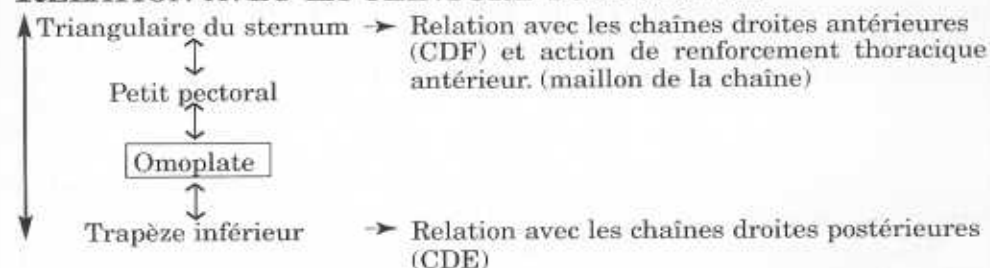 Triangulaire du sternum → Relation avec les chaînes droites antérieures
(CDF) et action de renforcement thoracique
antérieur. (maillon de la chaîne)
Petit pectoral
Omoplate
Trapèze inférieur → Relation avec les chaînes droites postérieures
(CDE)